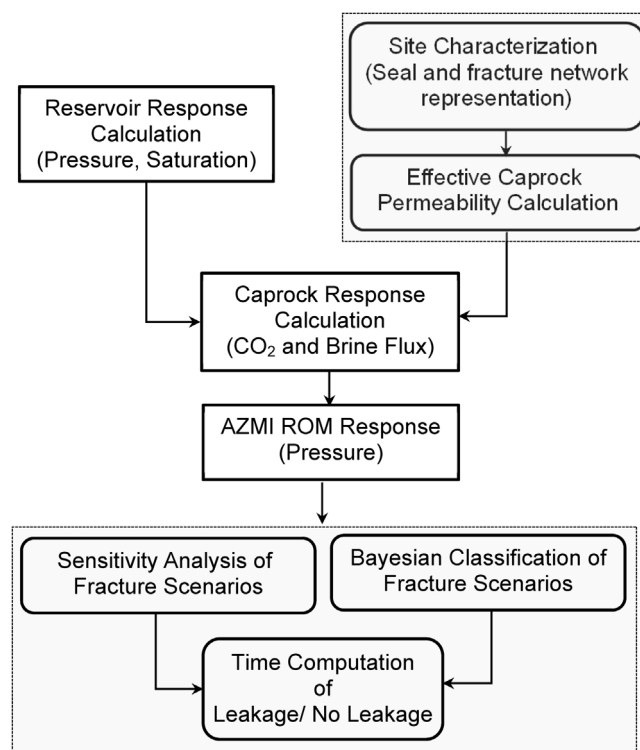 Site Characterization
(Seal and fracture network
representation)
Reservoir Response
Calculation
(Pressure, Saturation)
Effective Caprock
Permeability Calculation
Caprock Response
Calculation
(CO₂ and Brine Flux)
AZMI ROM Response
(Pressure)
Sensitivity Analysis of
Fracture Scenarios
Bayesian Classification of
Fracture Scenarios
Time Computation
of
Leakage/ No Leakage